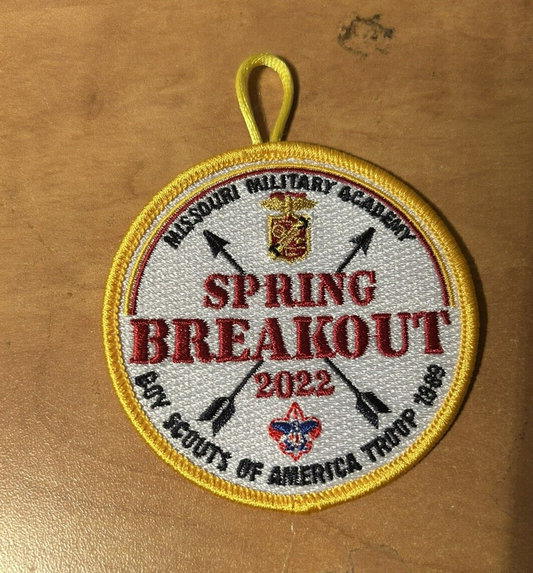 MISSOURI MILITARY ACADEMY
SPRING
BREAKOUT
2022
BOY SCOUTS OF AMERICA TROOP 1889